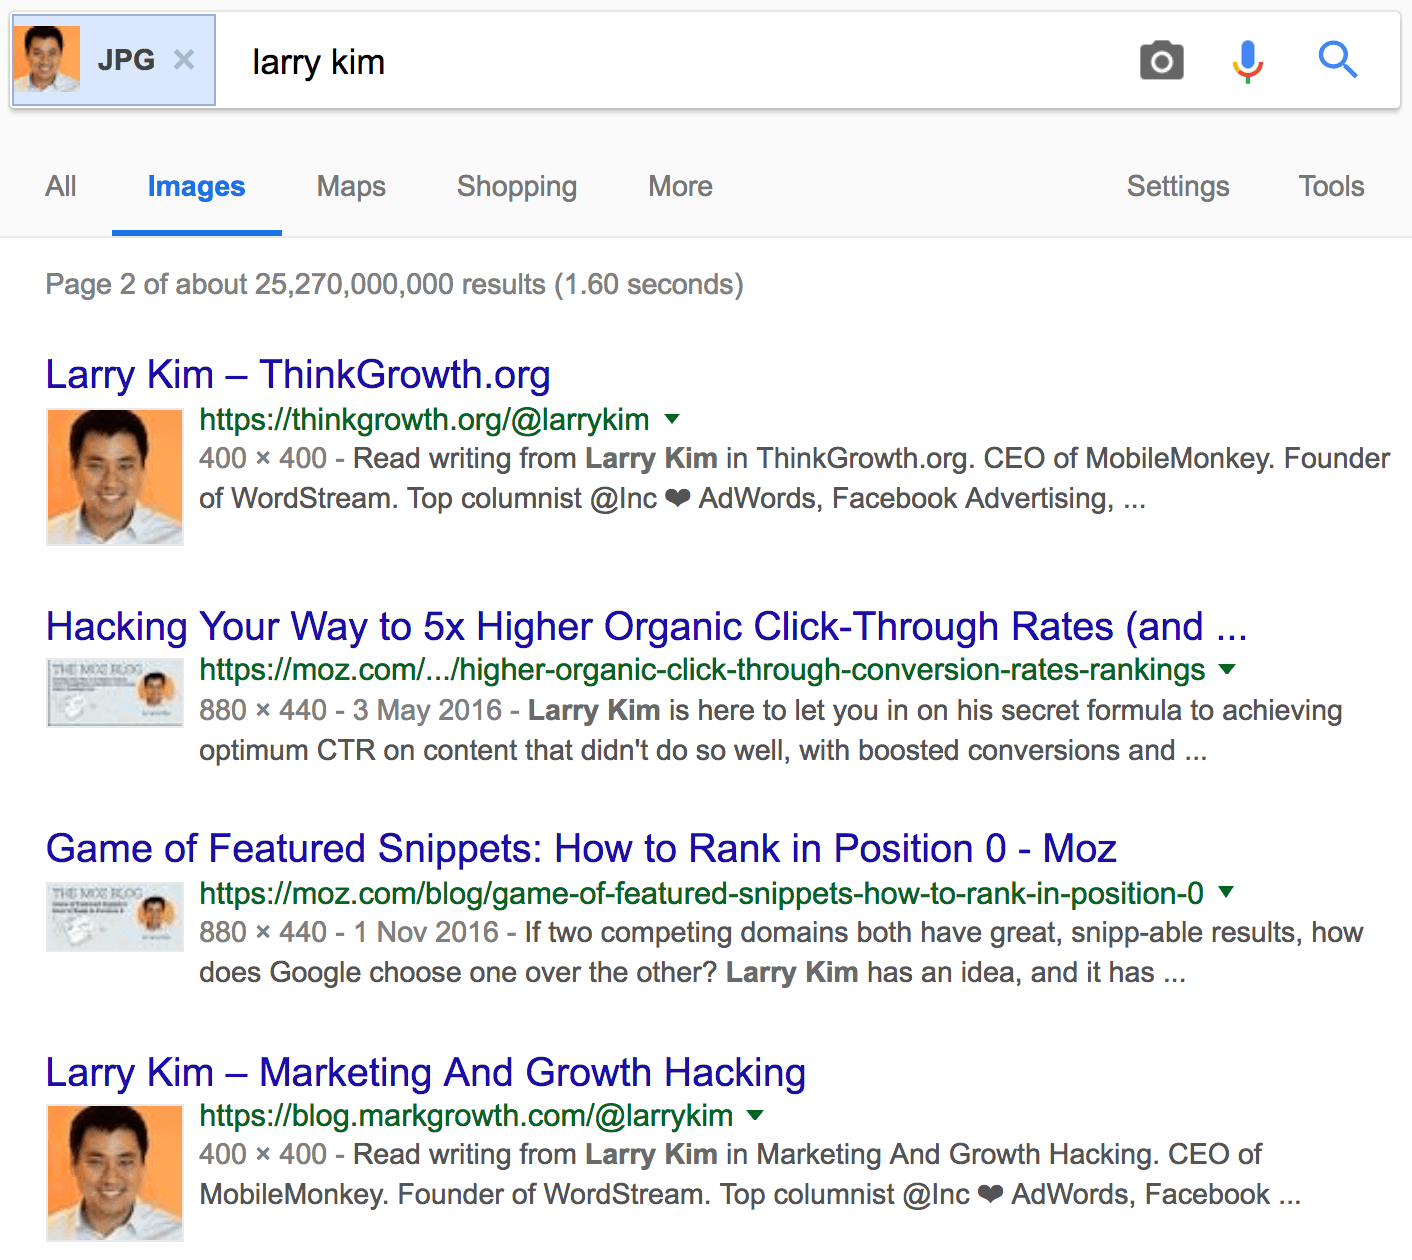 JPG × larry kim
All Images Maps Shopping More Settings Tools
Page 2 of about 25,270,000,000 results (1.60 seconds)
Larry Kim – ThinkGrowth.org
https://thinkgrowth.org/@larrykim
400 × 400 - Read writing from Larry Kim in ThinkGrowth.org. CEO of MobileMonkey. Founder
of WordStream. Top columnist @Inc ❤ AdWords, Facebook Advertising, ...
Hacking Your Way to 5x Higher Organic Click-Through Rates (and ...
THE MOZ BLOG
https://moz.com/.../higher-organic-click-through-conversion-rates-rankings
880 × 440 - 3 May 2016 - Larry Kim is here to let you in on his secret formula to achieving
optimum CTR on content that didn't do so well, with boosted conversions and ...
Game of Featured Snippets: How to Rank in Position 0 - Moz
THE MOZ BLOG
https://moz.com/blog/game-of-featured-snippets-how-to-rank-in-position-0
880 × 440 - 1 Nov 2016 - If two competing domains both have great, snipp-able results, how
does Google choose one over the other? Larry Kim has an idea, and it has ...
Larry Kim – Marketing And Growth Hacking
https://blog.markgrowth.com/@larrykim
400 × 400 - Read writing from Larry Kim in Marketing And Growth Hacking. CEO of
MobileMonkey. Founder of WordStream. Top columnist @Inc ❤ AdWords, Facebook ...